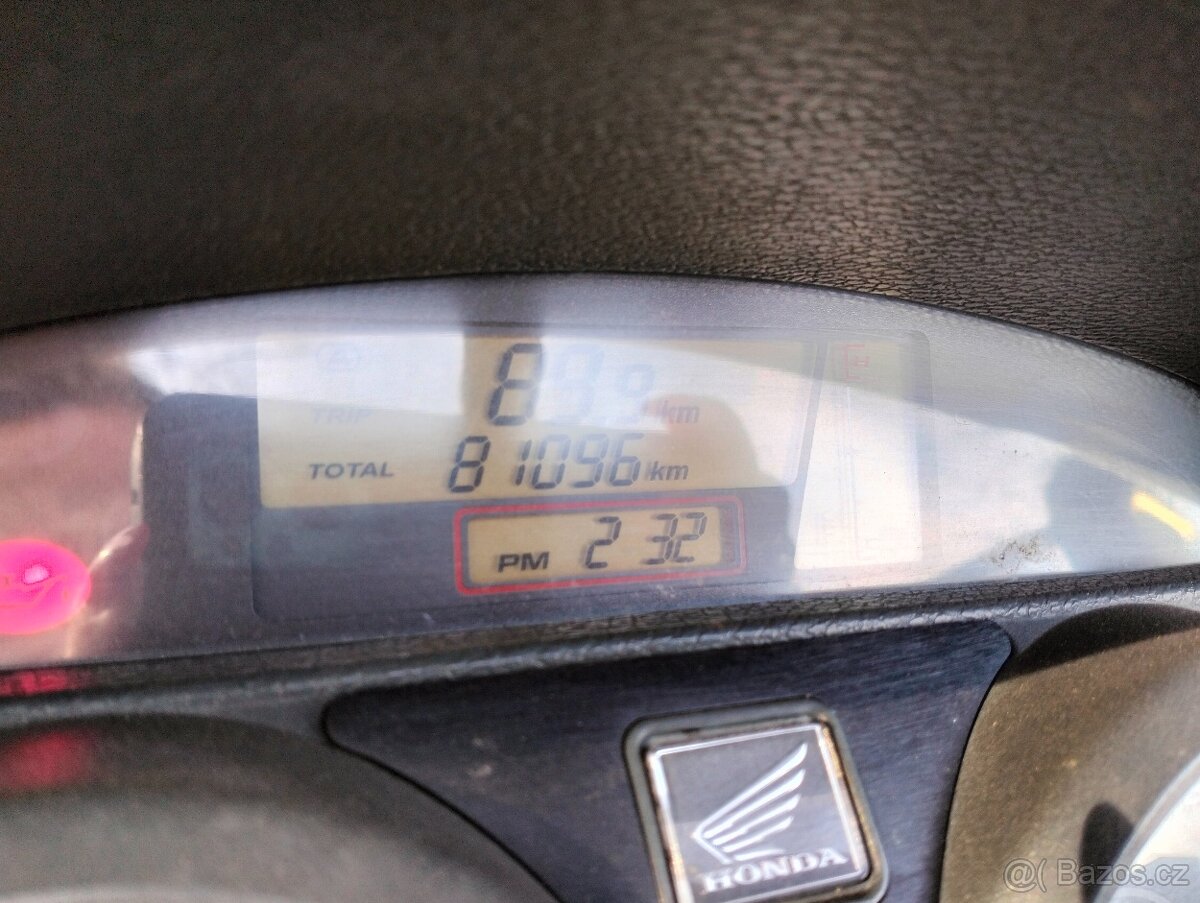 TRIP km
TOTAL 81096 km
PM 2 32
HONDA
@( Bazos.cz